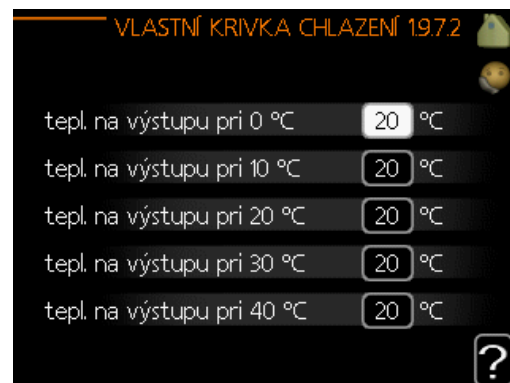 VLASTNÍ KRIVKA CHLAZENÍ 1.9.7.2
tepl. na výstupu pri 0 °C 20 °C
tepl. na výstupu pri 10 °C 20 °C
tepl. na výstupu pri 20 °C 20 °C
tepl. na výstupu pri 30 °C 20 °C
tepl. na výstupu pri 40 °C 20 °C
?